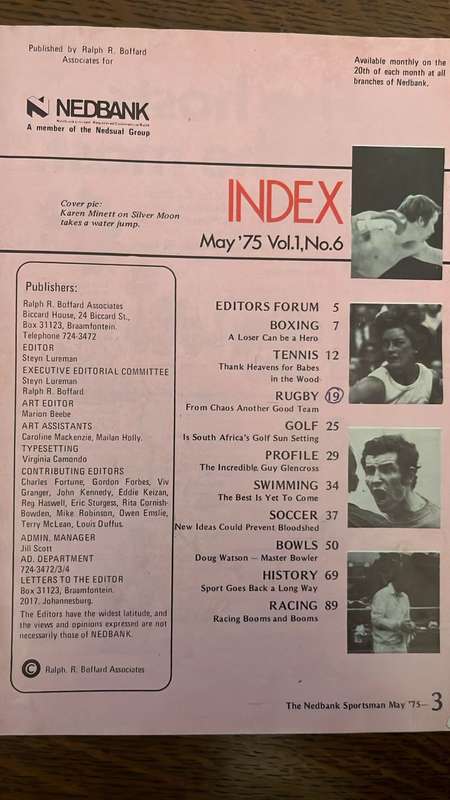 Published by Ralph R. Boffard
Associates for
NEDBANK
A member of the Nedsual Group
Available monthly on the
20th of each month at all
branches of Nedbank.
Cover pic:
Karen Minett on Silver Moon
takes a water jump.
INDEX
May '75 Vol.1,No.6
Publishers:
Ralph R. Boffard Associates
Biccard House, 24 Biccard St.,
Box 31123, Braamfontein.
Telephone 724-3472
EDITOR
Steyn Lureman
EXECUTIVE EDITORIAL COMMITTEE
Steyn Lureman
Ralph R. Boffard
ART EDITOR
Marion Beebe
ART ASSISTANTS
Caroline Mackenzie, Mailan Holly.
TYPESETTING
Virginia Camondo
CONTRIBUTING EDITORS
Charles Fortune, Gordon Forbes, Viv
Granger, John Kennedy, Eddie Keizan,
Reg Haswell, Eric Sturgess, Rita Cornish-
Bowden, Mike Robinson, Owen Emslie,
Terry McLean, Louis Duffus.
ADMIN. MANAGER
Jill Scott
AD. DEPARTMENT
724-3472/3/4
LETTERS TO THE EDITOR
Box 31123, Braamfontein.
2017. Johannesburg.
The Editors have the widest latitude, and
the views and opinions expressed are not
necessarily those of NEDBANK.
© Ralph. R. Boffard Associates
EDITORS FORUM 5
BOXING 7
A Loser Can be a Hero
TENNIS 12
Thank Heavens for Babes
in the Wood
RUGBY 19
From Chaos Another Good Team
GOLF 25
Is South Africa's Golf Sun Setting
PROFILE 29
The Incredible, Guy Glencross
SWIMMING 34
The Best is Yet to Come
SOCCER 37
New Ideas Could Prevent Bloodshed
BOWLS 50
Doug Watson — Master Bowler
HISTORY 69
Sport Goes Back a Long Way
RACING 89
Racing Booms and Booms
The Nedbank Sportsman May '75— 3